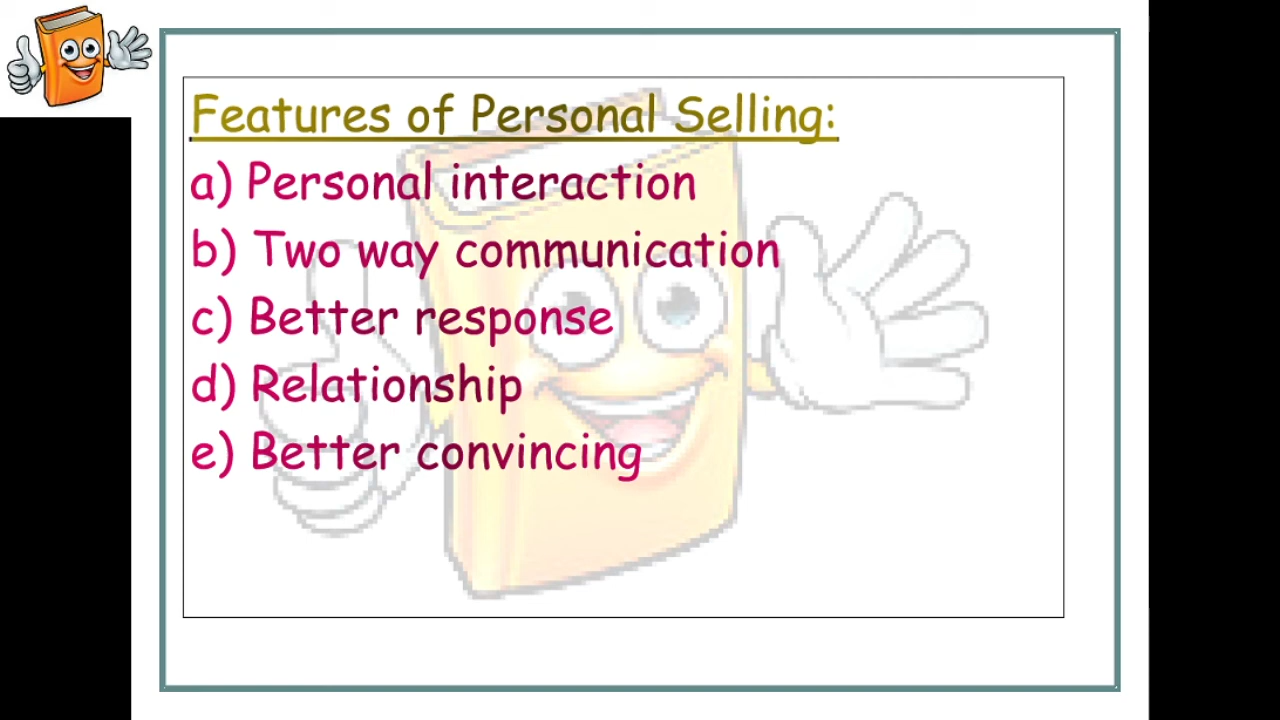 Features of Personal Selling:
a) Personal interaction
b) Two way communication
c) Better response
d) Relationship
e) Better convincing